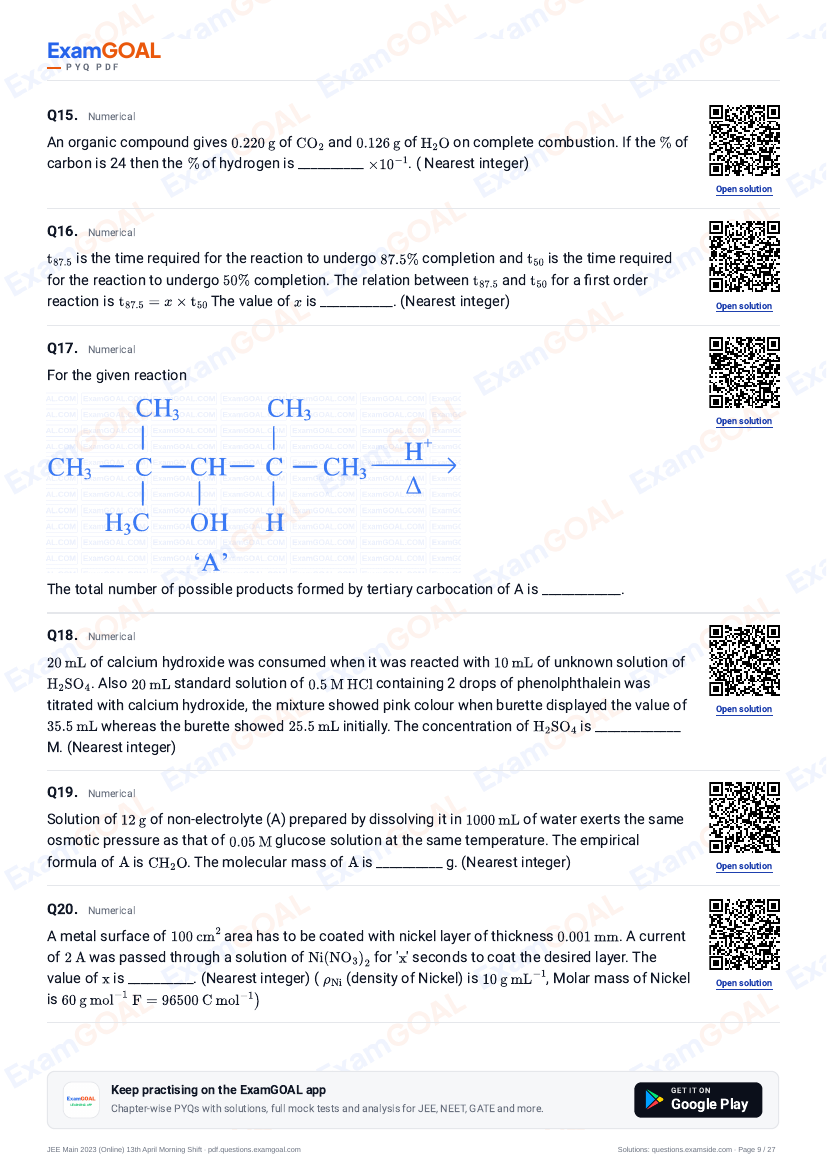 ExamGOAL
PYQ PDF
Q15. Numerical
An organic compound gives 0.220 g of CO₂ and 0.126 g of H₂O on complete combustion. If the % of
carbon is 24 then the % of hydrogen is __________ ×10⁻¹. ( Nearest integer)
Open solution
Q16. Numerical
t₈₇.₅ is the time required for the reaction to undergo 87.5% completion and t₅₀ is the time required
for the reaction to undergo 50% completion. The relation between t₈₇.₅ and t₅₀ for a first order
reaction is t₈₇.₅ = x × t₅₀ The value of x is ___________. (Nearest integer)
Open solution
Q17. Numerical
For the given reaction
Open solution
CH₃ CH₃
CH₃ — C — CH — C — CH₃ H⁺
Δ
H₃C OH H
‘A’
The total number of possible products formed by tertiary carbocation of A is ____________.
Q18. Numerical
20 mL of calcium hydroxide was consumed when it was reacted with 10 mL of unknown solution of
H₂SO₄. Also 20 mL standard solution of 0.5 M HCl containing 2 drops of phenolphthalein was
titrated with calcium hydroxide, the mixture showed pink colour when burette displayed the value of
35.5 mL whereas the burette showed 25.5 mL initially. The concentration of H₂SO₄ is _____________
M. (Nearest integer)
Open solution
Q19. Numerical
Solution of 12 g of non-electrolyte (A) prepared by dissolving it in 1000 mL of water exerts the same
osmotic pressure as that of 0.05 M glucose solution at the same temperature. The empirical
formula of A is CH₂O. The molecular mass of A is __________ g. (Nearest integer)
Open solution
Q20. Numerical
A metal surface of 100 cm² area has to be coated with nickel layer of thickness 0.001 mm. A current
of 2 A was passed through a solution of Ni(NO₃)₂ for 'x' seconds to coat the desired layer. The
value of x is __________. (Nearest integer) ( ρNi (density of Nickel) is 10 g mL⁻¹, Molar mass of Nickel
is 60 g mol⁻¹ F = 96500 C mol⁻¹)
Open solution
Keep practising on the ExamGOAL app
Chapter-wise PYQs with solutions, full mock tests and analysis for JEE, NEET, GATE and more.
GET IT ON
Google Play
JEE Main 2023 (Online) 13th April Morning Shift · pdf.questions.examgoal.com
Solutions: questions.examside.com · Page 9 / 27